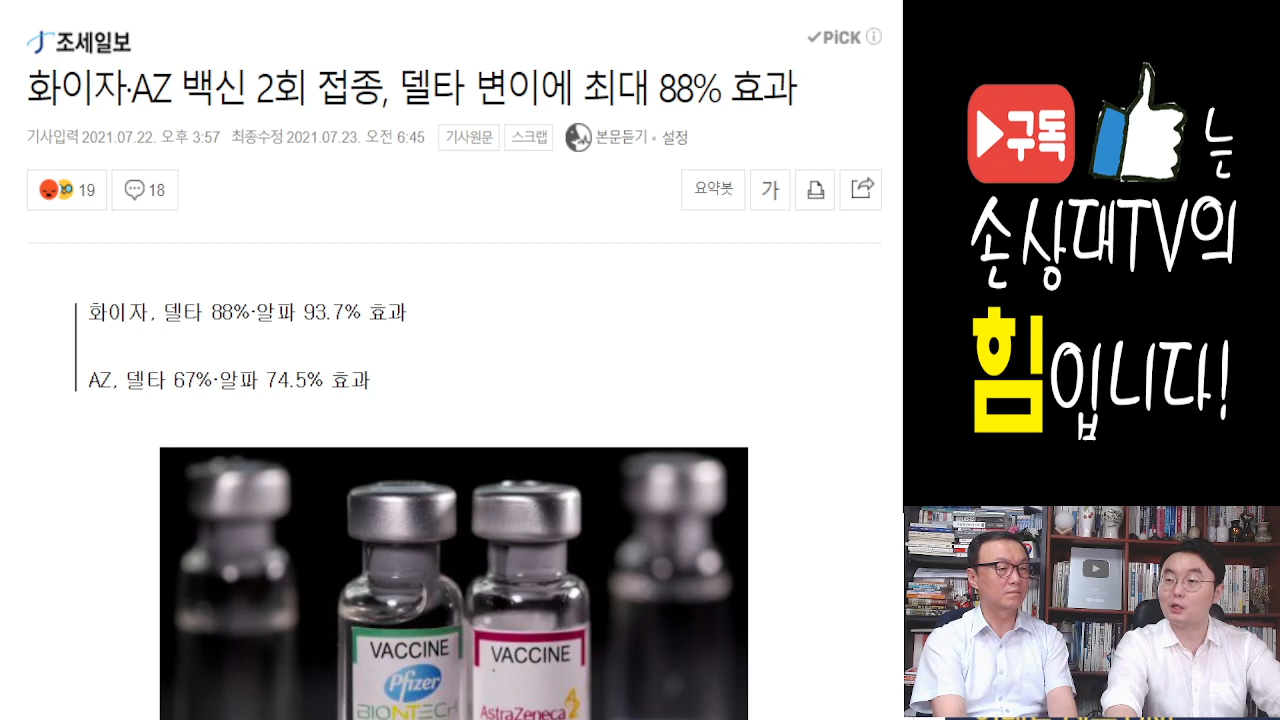 조세일보
✓PiCK
화이자·AZ 백신 2회 접종, 델타 변이에 최대 88% 효과
기사입력 2021.07.22. 오후 3:57 최종수정 2021.07.23. 오전 6:45 기사원문 스크랩 본문듣기 · 설정
19 18 요약봇 가
화이자, 델타 88%·알파 93.7% 효과
AZ, 델타 67%·알파 74.5% 효과
VACCINE
Pfizer
BIONTECH
VACCINE
AstraZeneca
구독 는
손상대TV의
힘입니다!